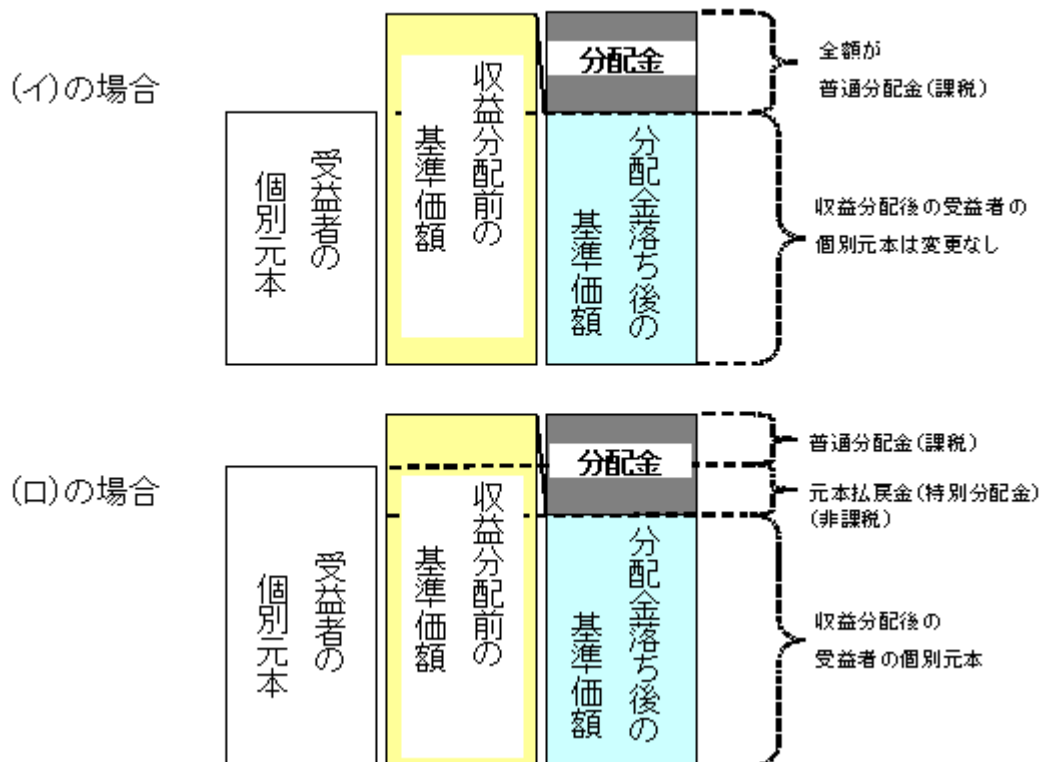 (イ)の場合
受益者の
個別元本
収益分配前の
基準価額
分配金
分配金落ち後の
基準価額
全額が
普通分配金(課税)
収益分配後の受益者の
個別元本は変更なし
(ロ)の場合
受益者の
個別元本
収益分配前の
基準価額
分配金
分配金落ち後の
基準価額
普通分配金(課税)
元本払戻金(特別分配金)
(非課税)
収益分配後の
受益者の個別元本